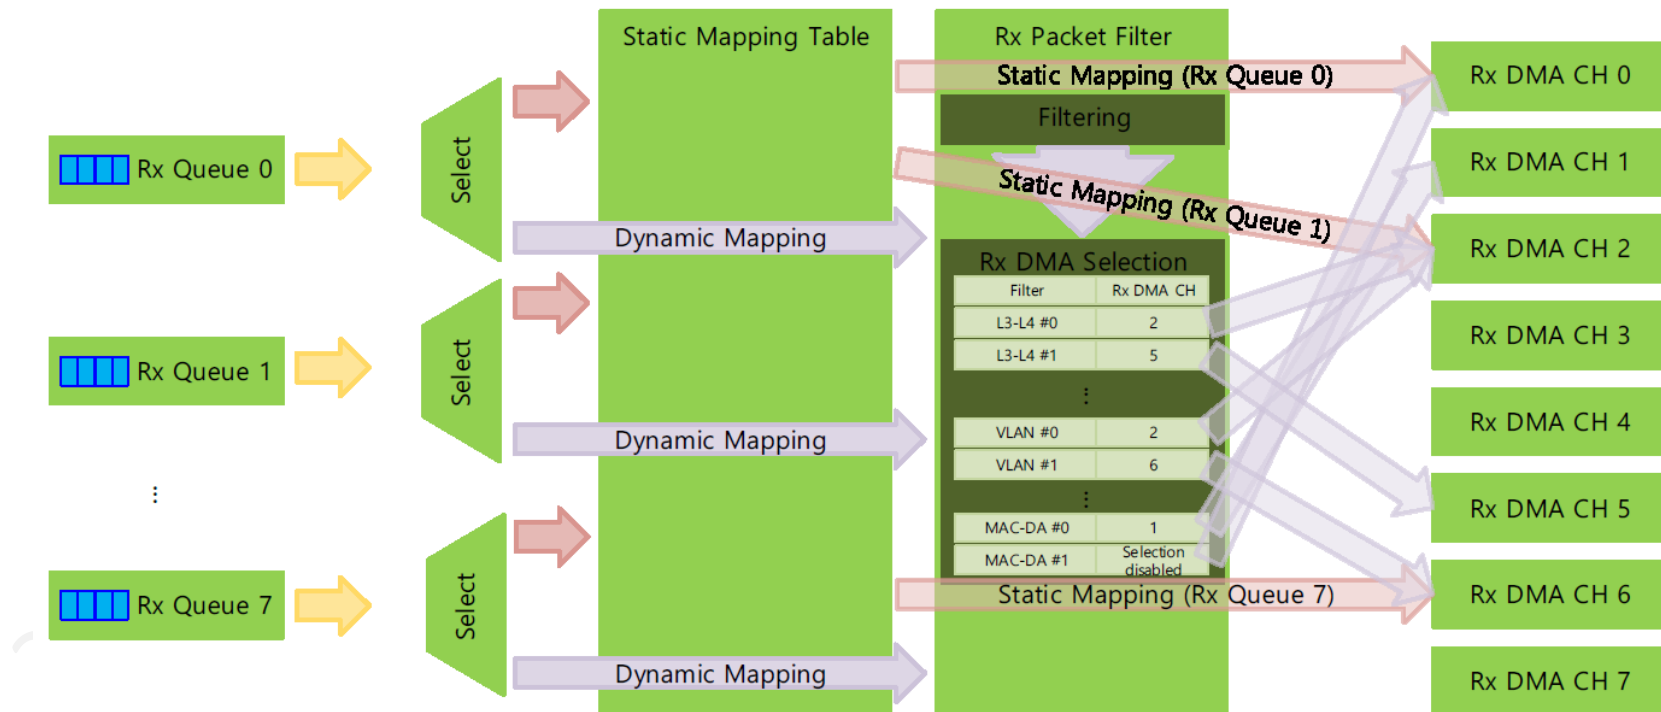 Static Mapping Table
Rx Packet Filter
Static Mapping (Rx Queue 0)
Rx DMA CH 0
Filtering
Select
Rx Queue 0
Rx DMA CH 1
Static Mapping (Rx Queue 1)
Dynamic Mapping
Rx DMA CH 2
Rx DMA Selection
Filter Rx DMA CH
L3-L4 #0 2
L3-L4 #1 5
⋮
VLAN #0 2
VLAN #1 6
⋮
MAC-DA #0 1
MAC-DA #1 Selection
disabled
Rx DMA CH 3
Select
Rx Queue 1
Rx DMA CH 4
Dynamic Mapping
⋮
Rx DMA CH 5
Select
Rx Queue 7
Static Mapping (Rx Queue 7)
Rx DMA CH 6
Dynamic Mapping
Rx DMA CH 7